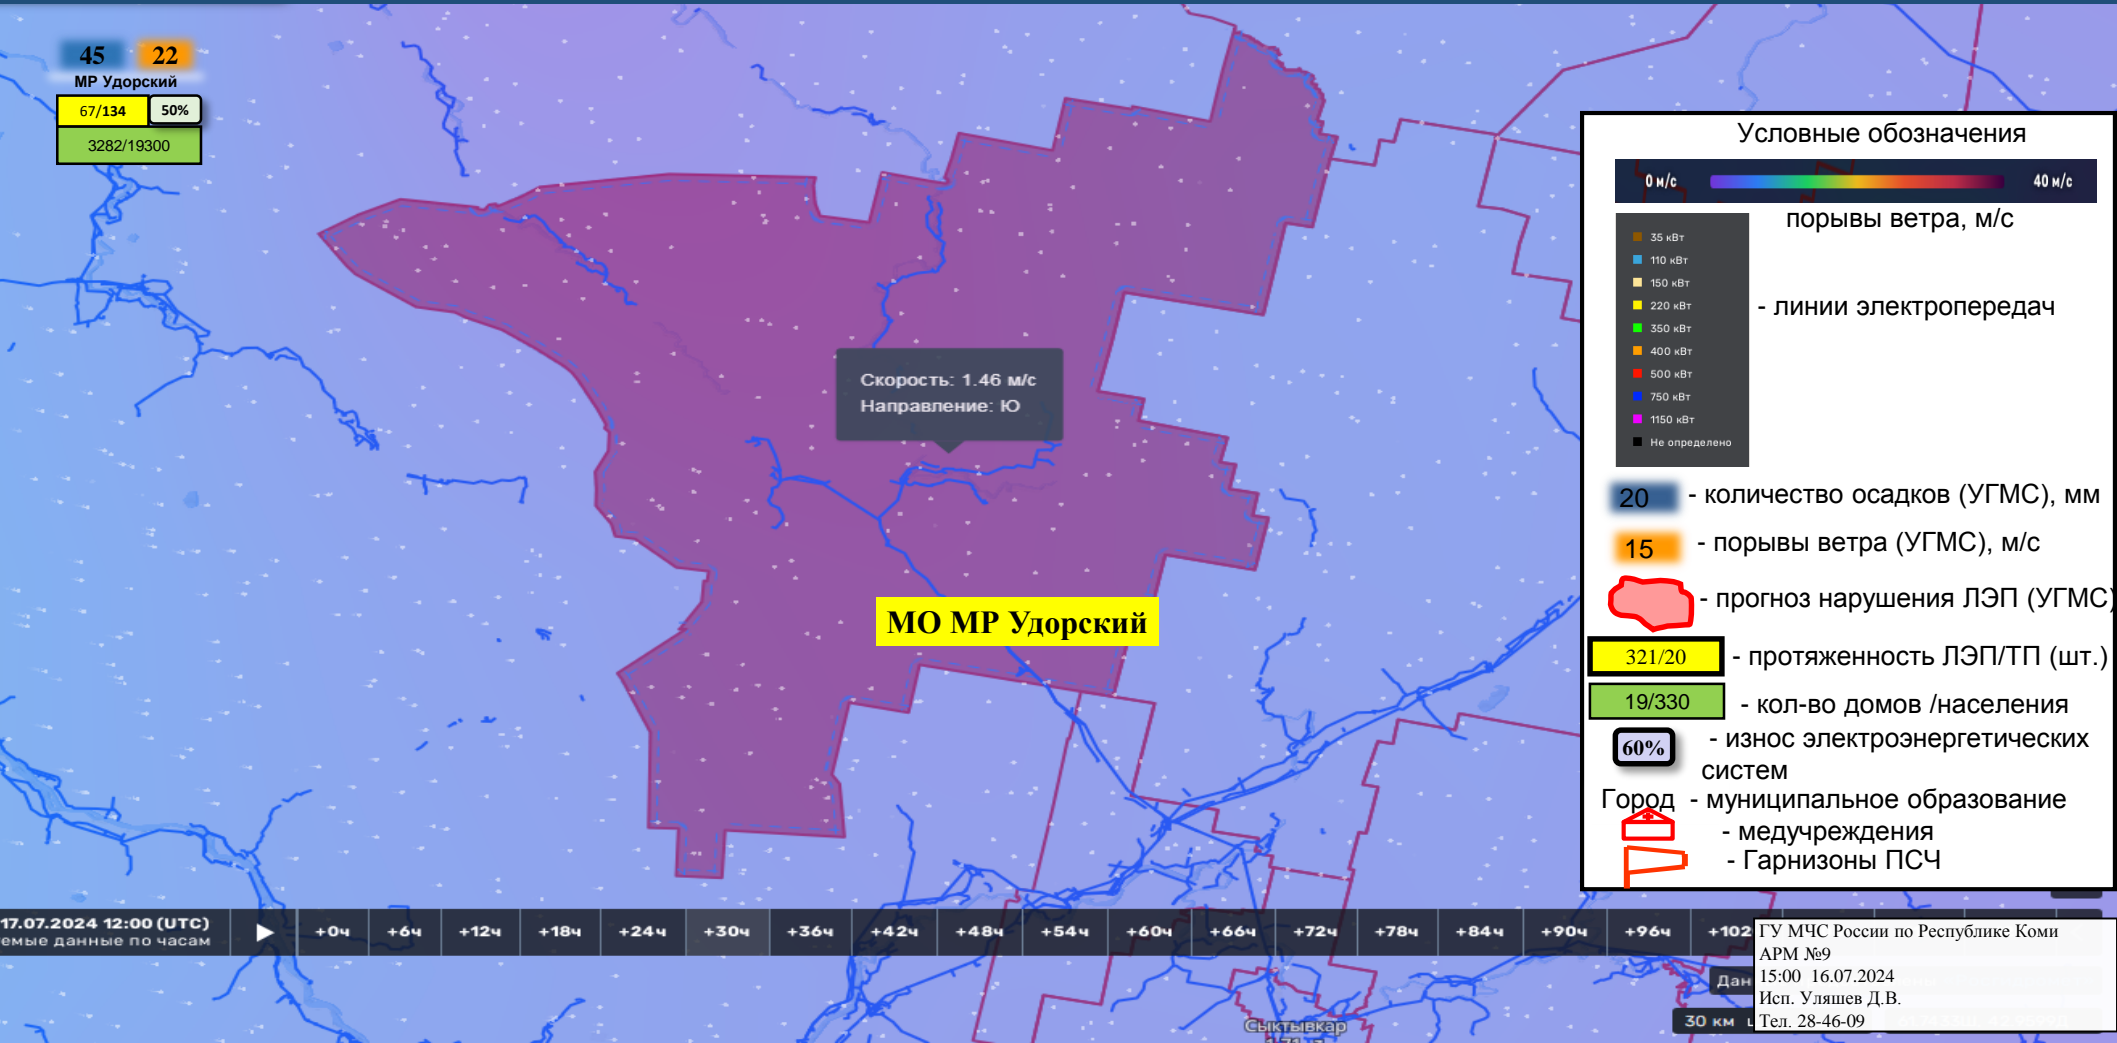 45 22
МР Удорский
67/134 50%
3282/19300
Скорость: 1.46 м/с
Направление: Ю
МО МР Удорский
Условные обозначения
0 м/с 40 м/с
порывы ветра, м/с
35 кВт
110 кВт
150 кВт
220 кВт
350 кВт
400 кВт
500 кВт
750 кВт
1150 кВт
Не определено
- линии электропередач
20 - количество осадков (УГМС), мм
15 - порывы ветра (УГМС), м/с
- прогноз нарушения ЛЭП (УГМС)
321/20 - протяженность ЛЭП/ТП (шт.)
19/330 - кол-во домов /населения
60% - износ электроэнергетических
систем
Город - муниципальное образование
- медучреждения
- Гарнизоны ПСЧ
17.07.2024 12:00 (UTC)
емые данные по часам
+0ч +6ч +12ч +18ч +24ч +30ч +36ч +42ч +48ч +54ч +60ч +66ч +72ч +78ч +84ч +90ч +96ч +102
ГУ МЧС России по Республике Коми
АРМ №9
15:00 16.07.2024
Исп. Уляшев Д.В.
Тел. 28-46-09
Дан
30 км
Сыктывкар